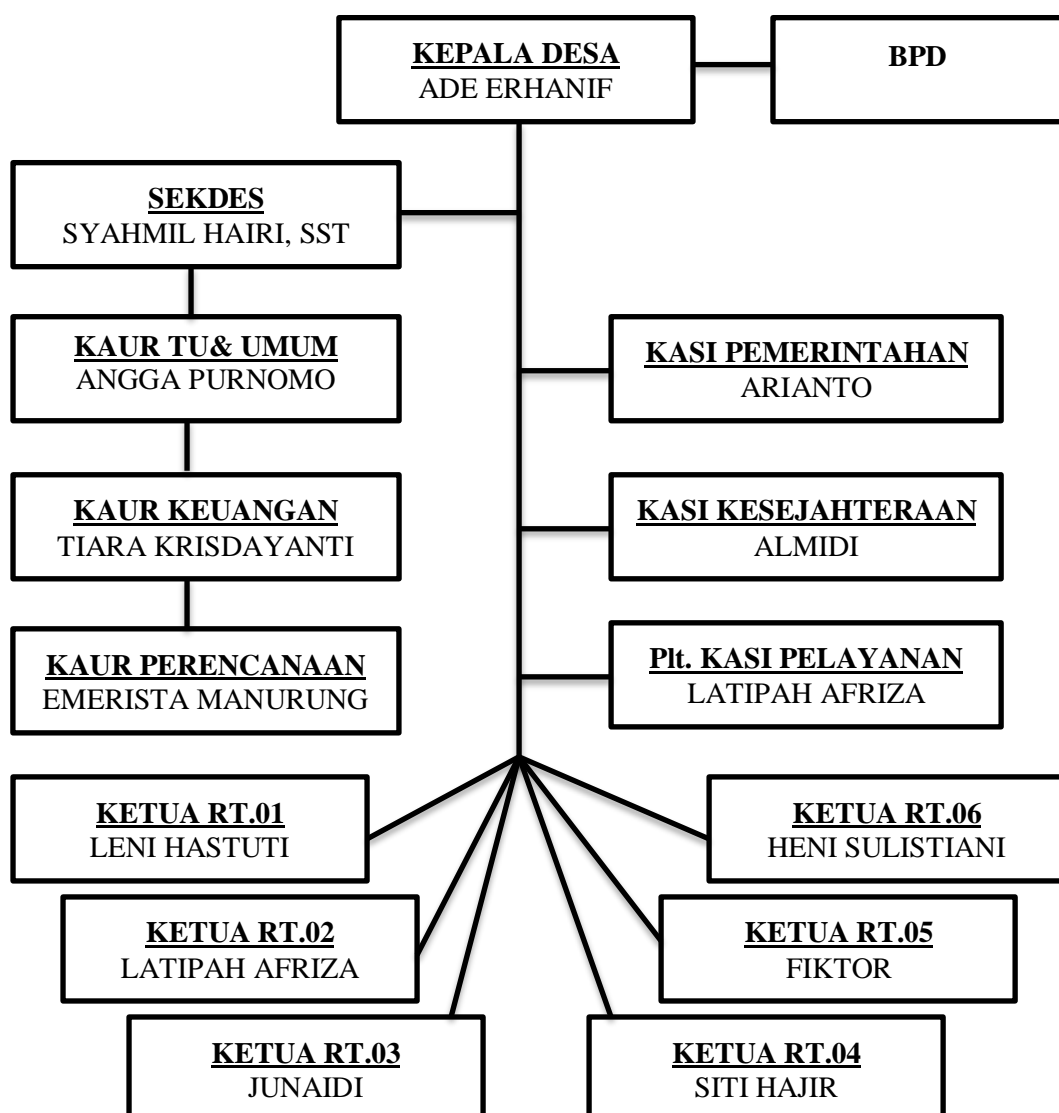 KEPALA DESA
ADE ERHANIF
BPD
SEKDES
SYAHMIL HAIRI, SST
KAUR TU& UMUM
ANGGA PURNOMO
KASI PEMERINTAHAN
ARIANTO
KAUR KEUANGAN
TIARA KRISDAYANTI
KASI KESEJAHTERAAN
ALMIDI
KAUR PERENCANAAN
EMERISTA MANURUNG
Plt. KASI PELAYANAN
LATIPAH AFRIZA
KETUA RT.01
LENI HASTUTI
KETUA RT.06
HENI SULISTIANI
KETUA RT.02
LATIPAH AFRIZA
KETUA RT.05
FIKTOR
KETUA RT.03
JUNAIDI
KETUA RT.04
SITI HAJIR